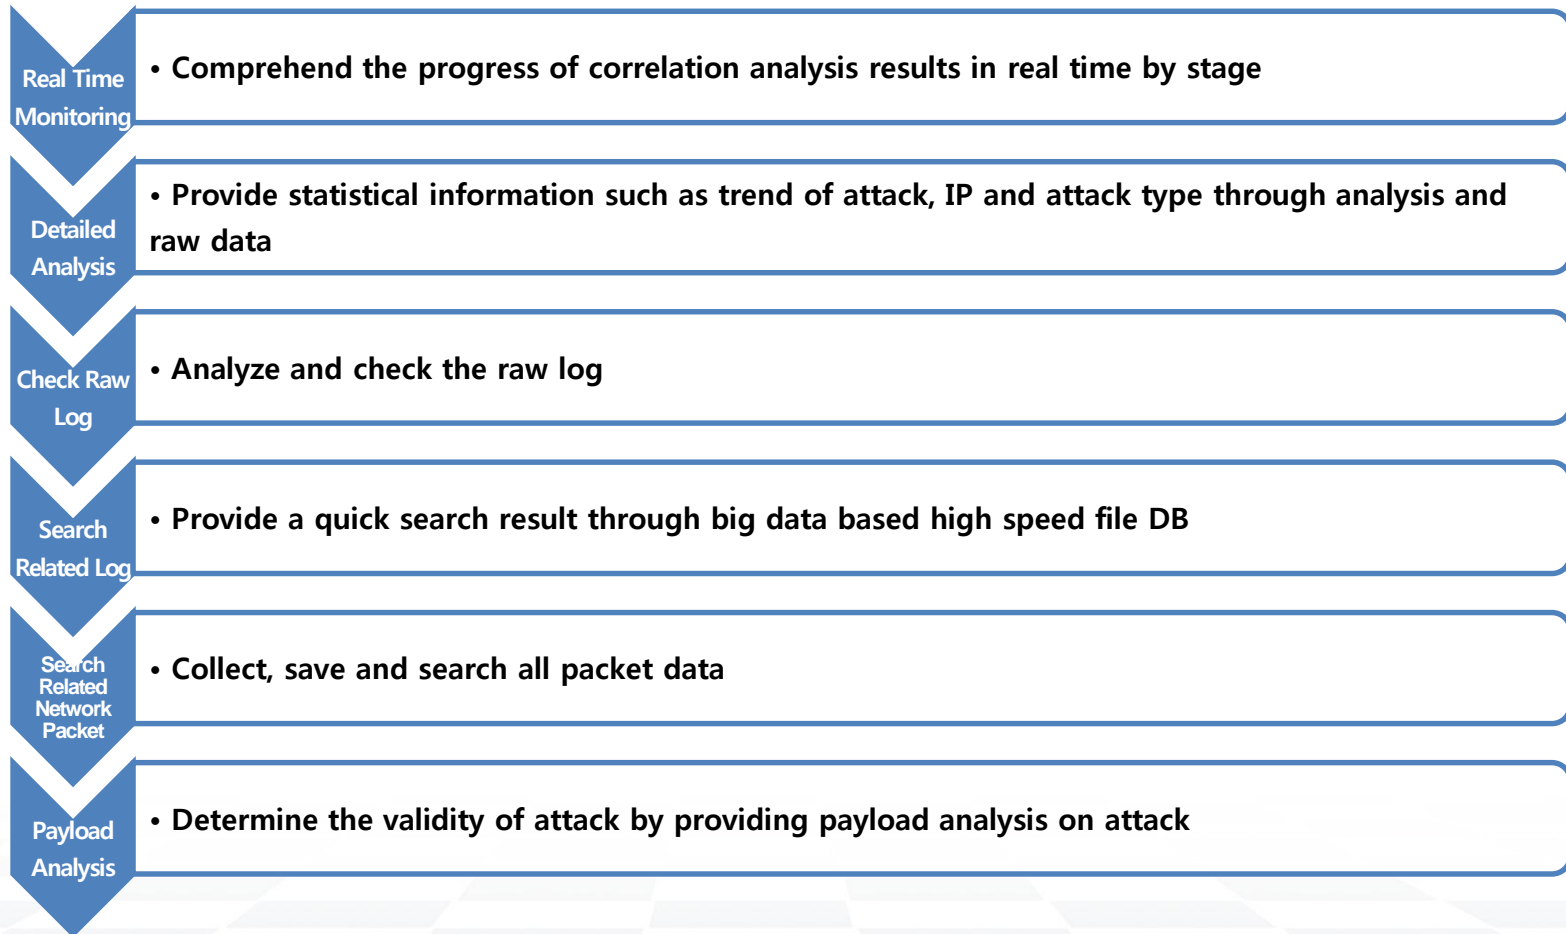 Real Time
Monitoring
• Comprehend the progress of correlation analysis results in real time by stage
Detailed
Analysis
• Provide statistical information such as trend of attack, IP and attack type through analysis and
raw data
Check Raw
Log
• Analyze and check the raw log
Search
Related Log
• Provide a quick search result through big data based high speed file DB
Search
Related
Network
Packet
• Collect, save and search all packet data
Payload
Analysis
• Determine the validity of attack by providing payload analysis on attack